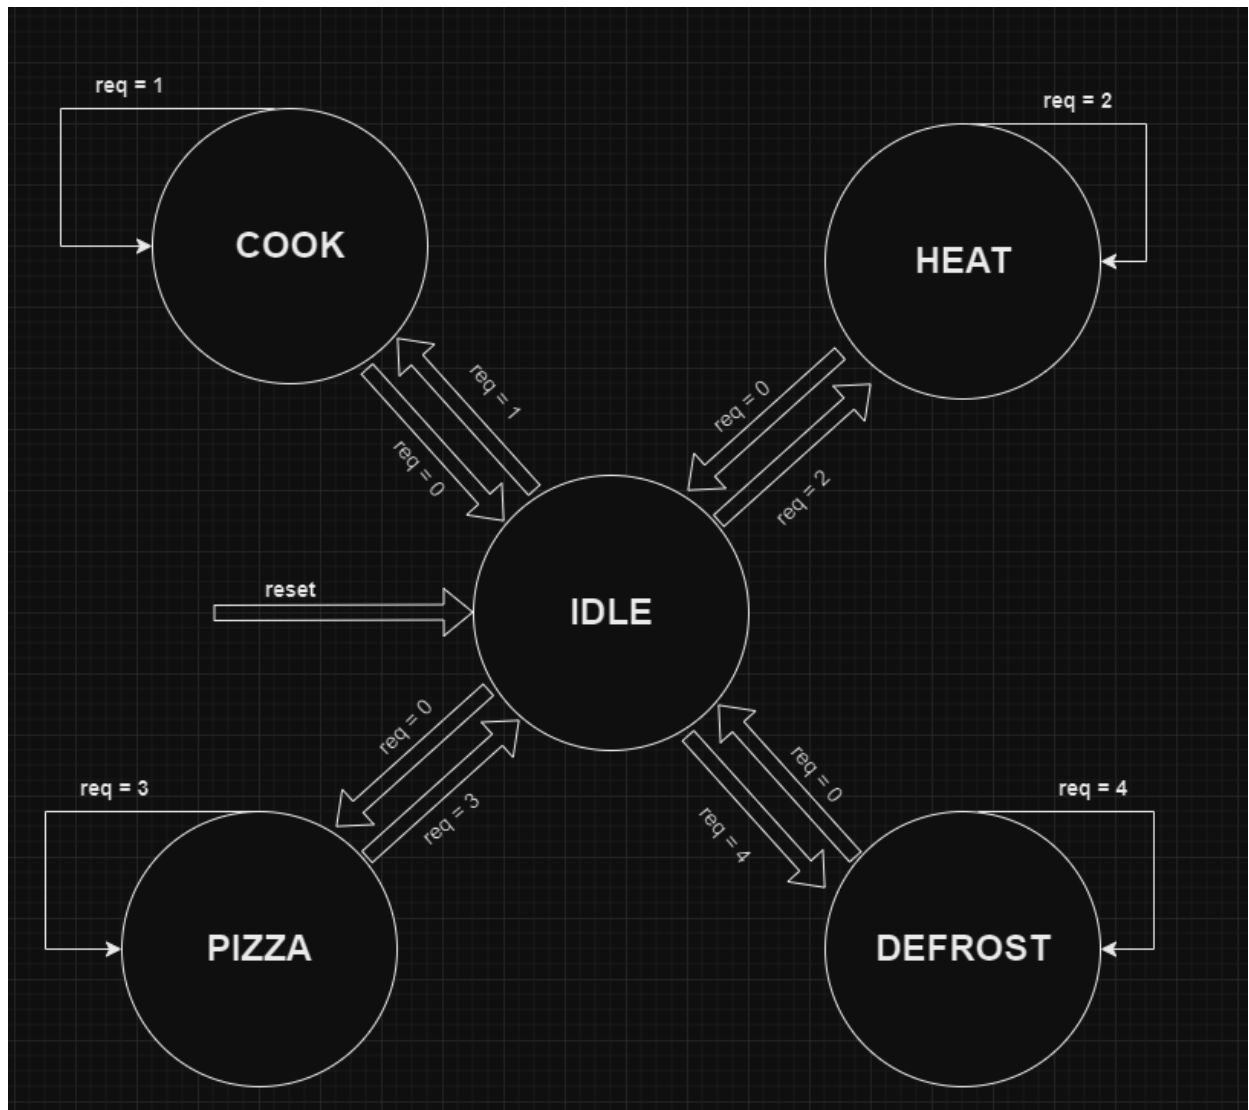 req = 1
req = 2
COOK
HEAT
req = 1
req = 0
req = 0
req = 2
reset
IDLE
req = 0
req = 3
req = 0
req = 4
req = 3
req = 4
PIZZA
DEFROST